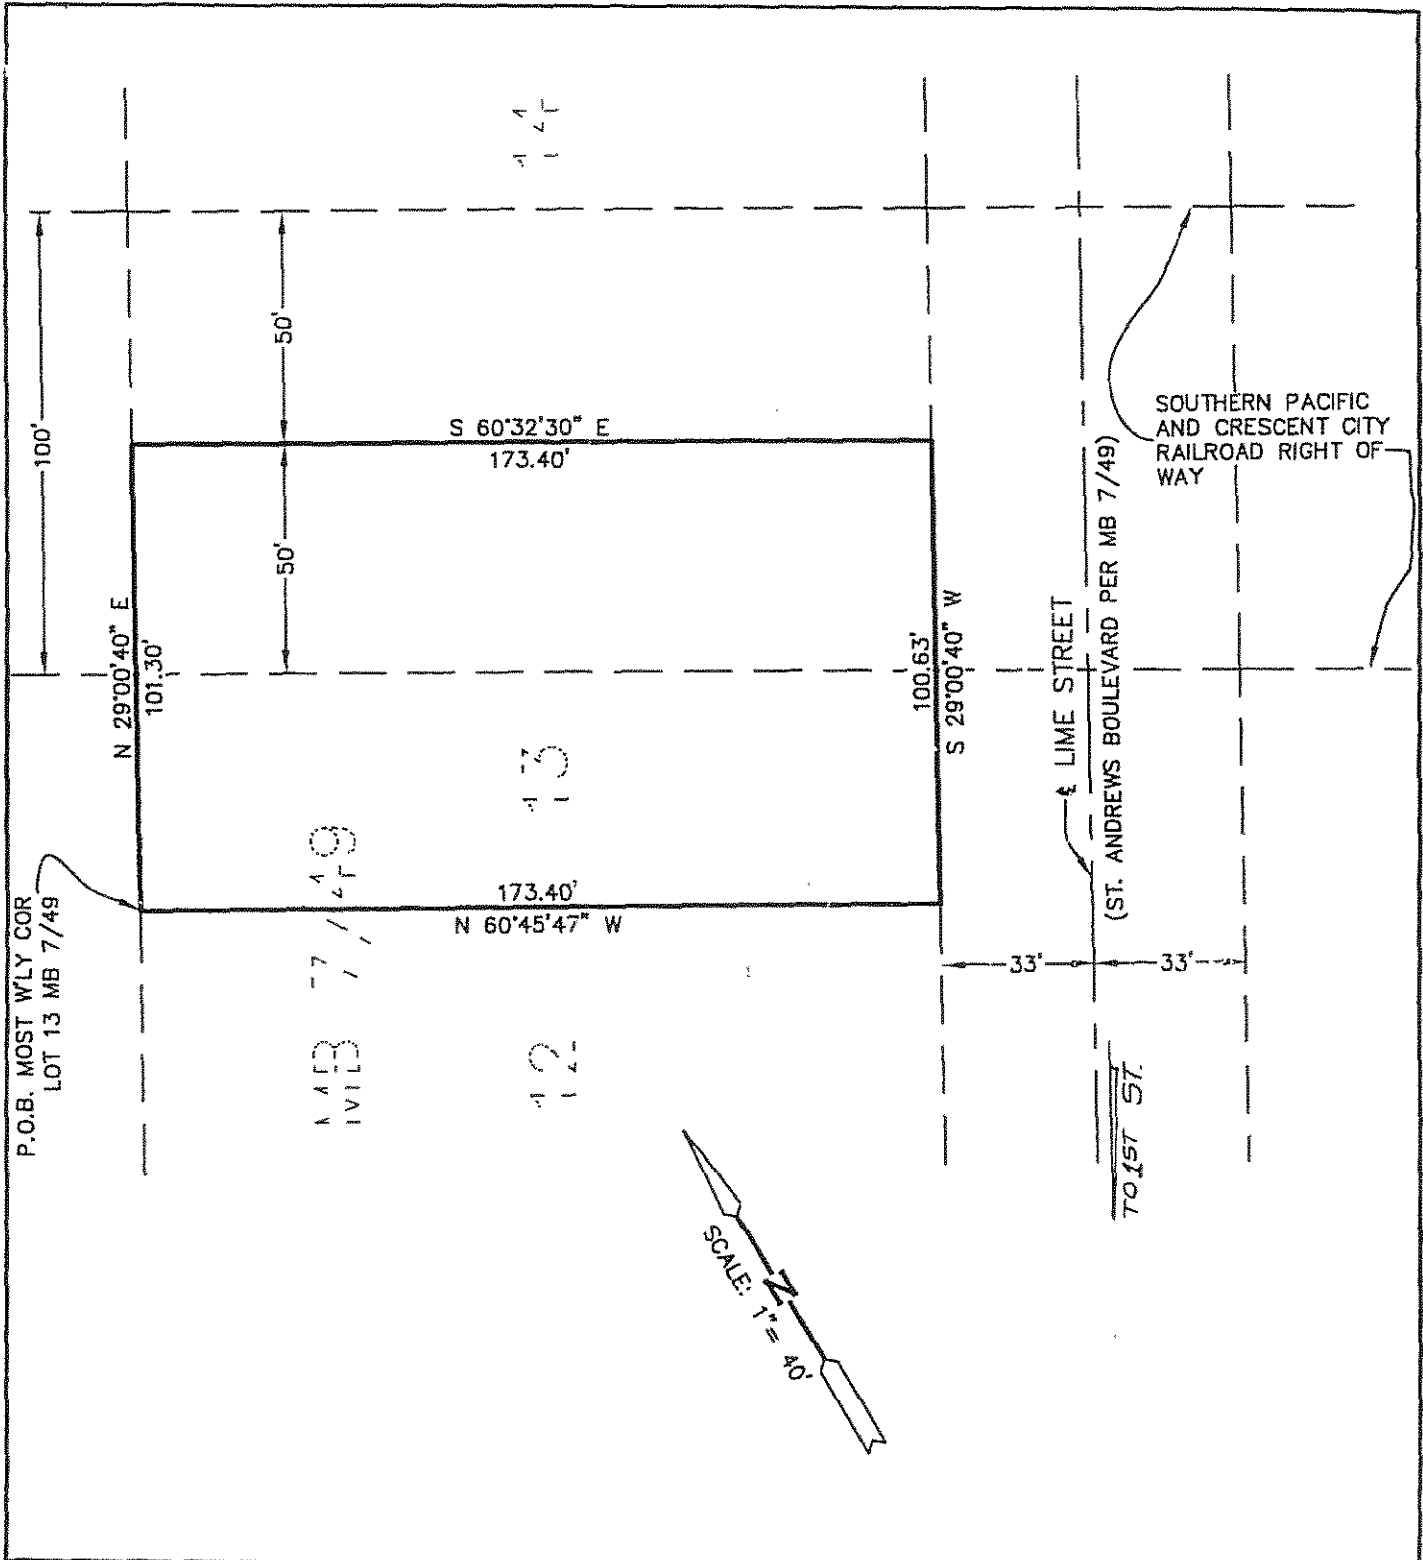 14
100'
50'
S 60°32'30" E
173.40'
SOUTHERN PACIFIC
AND CRESCENT CITY
RAILROAD RIGHT OF
WAY
50'
N 29°00'40" E
101.30'
100.63'
S 29°00'40" W
℄ LIME STREET
(ST. ANDREWS BOULEVARD PER MB 7/49)
13
MB 7/49
P.O.B. MOST W'LY COR
LOT 13 MB 7/49
173.40'
N 60°45'47" W
33'
33'
12
TO 1ST ST.
N
SCALE: 1"= 40'